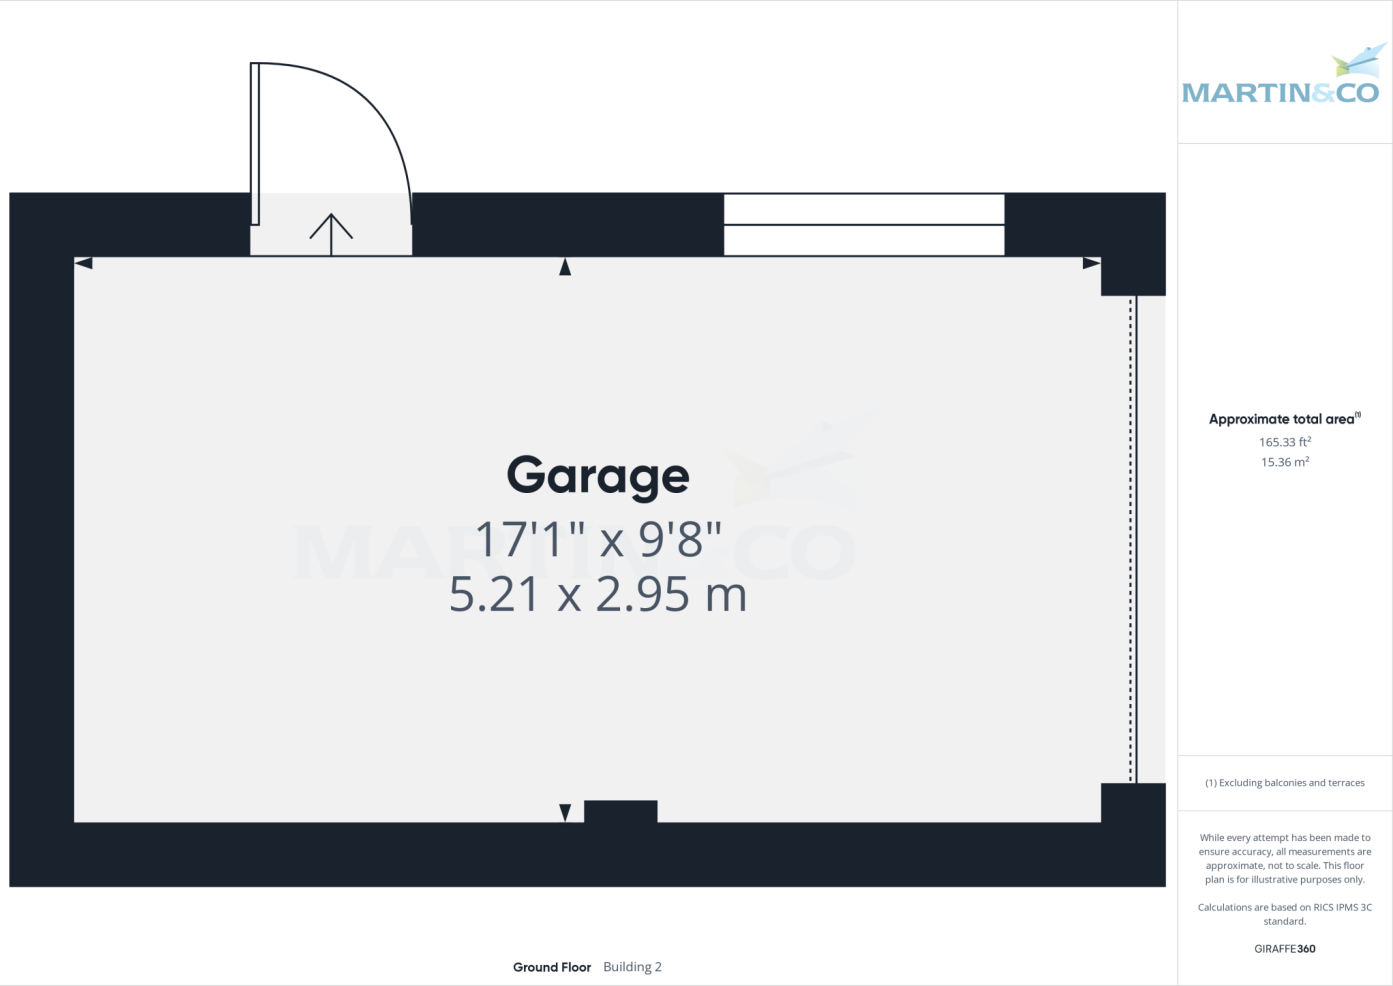 MARTIN&CO
Garage
17'1" x 9'8"
5.21 x 2.95 m
MARTIN&CO
Approximate total area(1)
165.33 ft²
15.36 m²
(1) Excluding balconies and terraces
While every attempt has been made to
ensure accuracy, all measurements are
approximate, not to scale. This floor
plan is for illustrative purposes only.
Calculations are based on RICS IPMS 3C
standard.
GIRAFFE360
Ground Floor Building 2